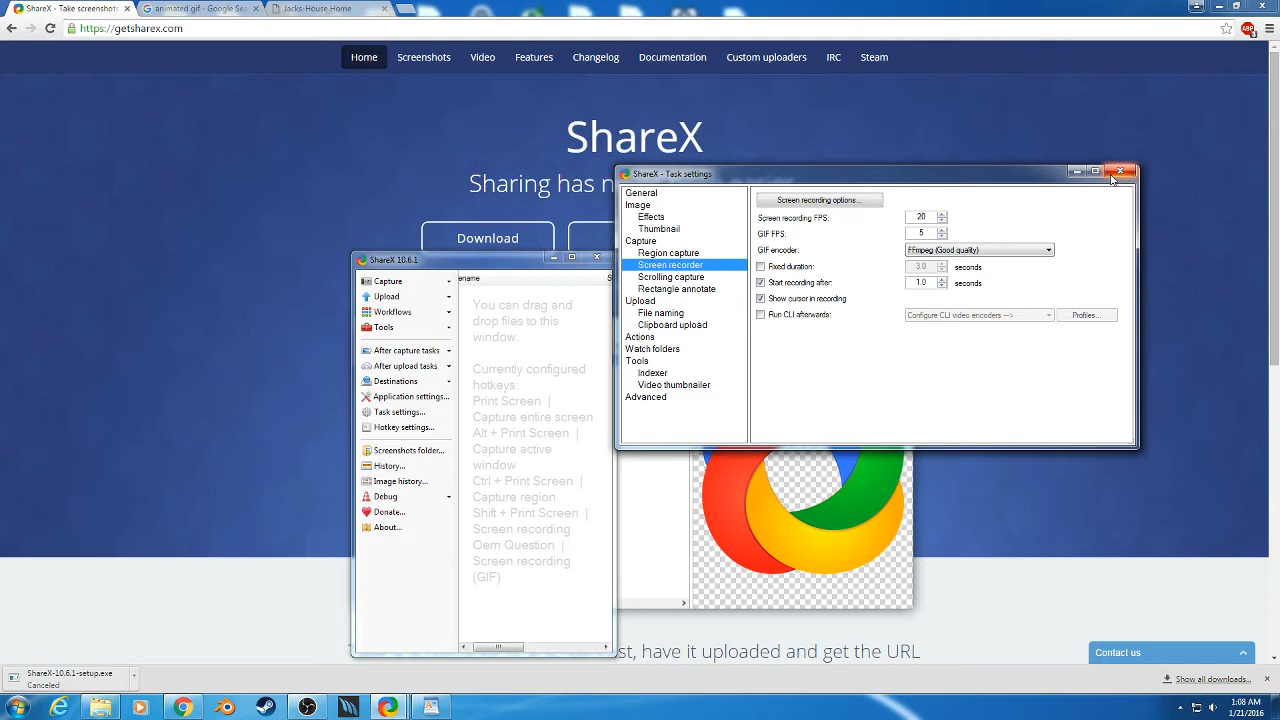 ShareX - Take screenshots
animated gif - Google Sea
Jacks-House Home
https://getsharex.com
Home
Screenshots
Video
Features
Changelog
Documentation
Custom uploaders
IRC
Steam
ShareX
Sharing has n
Download
ShareX - Task settings
General
Image
Effects
Thumbnail
Capture
Region capture
Screen recorder
Scrolling capture
Rectangle annotate
Upload
File naming
Clipboard upload
Actions
Watch folders
Tools
Indexer
Video thumbnailer
Advanced
Screen recording options...
Screen recording FPS: 20
GIF FPS: 5
GIF encoder: FFmpeg (Good quality)
Fixed duration: 3.0 seconds
Start recording after: 1.0 seconds
Show cursor in recording
Run CLI afterwards: Configure CLI video encoders ---> Profiles...
ShareX 10.6.1
Capture
Upload
Workflows
Tools
After capture tasks
After upload tasks
Destinations
Application settings...
Task settings...
Hotkey settings...
Screenshots folder...
History...
Image history...
Debug
Donate...
About...
ename S
You can drag and
drop files to this
window.
Currently configured
hotkeys:
Print Screen |
Capture entire screen
Alt + Print Screen |
Capture active
window
Ctrl + Print Screen |
Capture region
Shift + Print Screen |
Screen recording
Oem Question |
Screen recording
(GIF)
st, have it uploaded and get the URL
Contact us
ShareX-10.6.1-setup.exe
Canceled
Show all downloads...
1:08 AM
1/21/2016